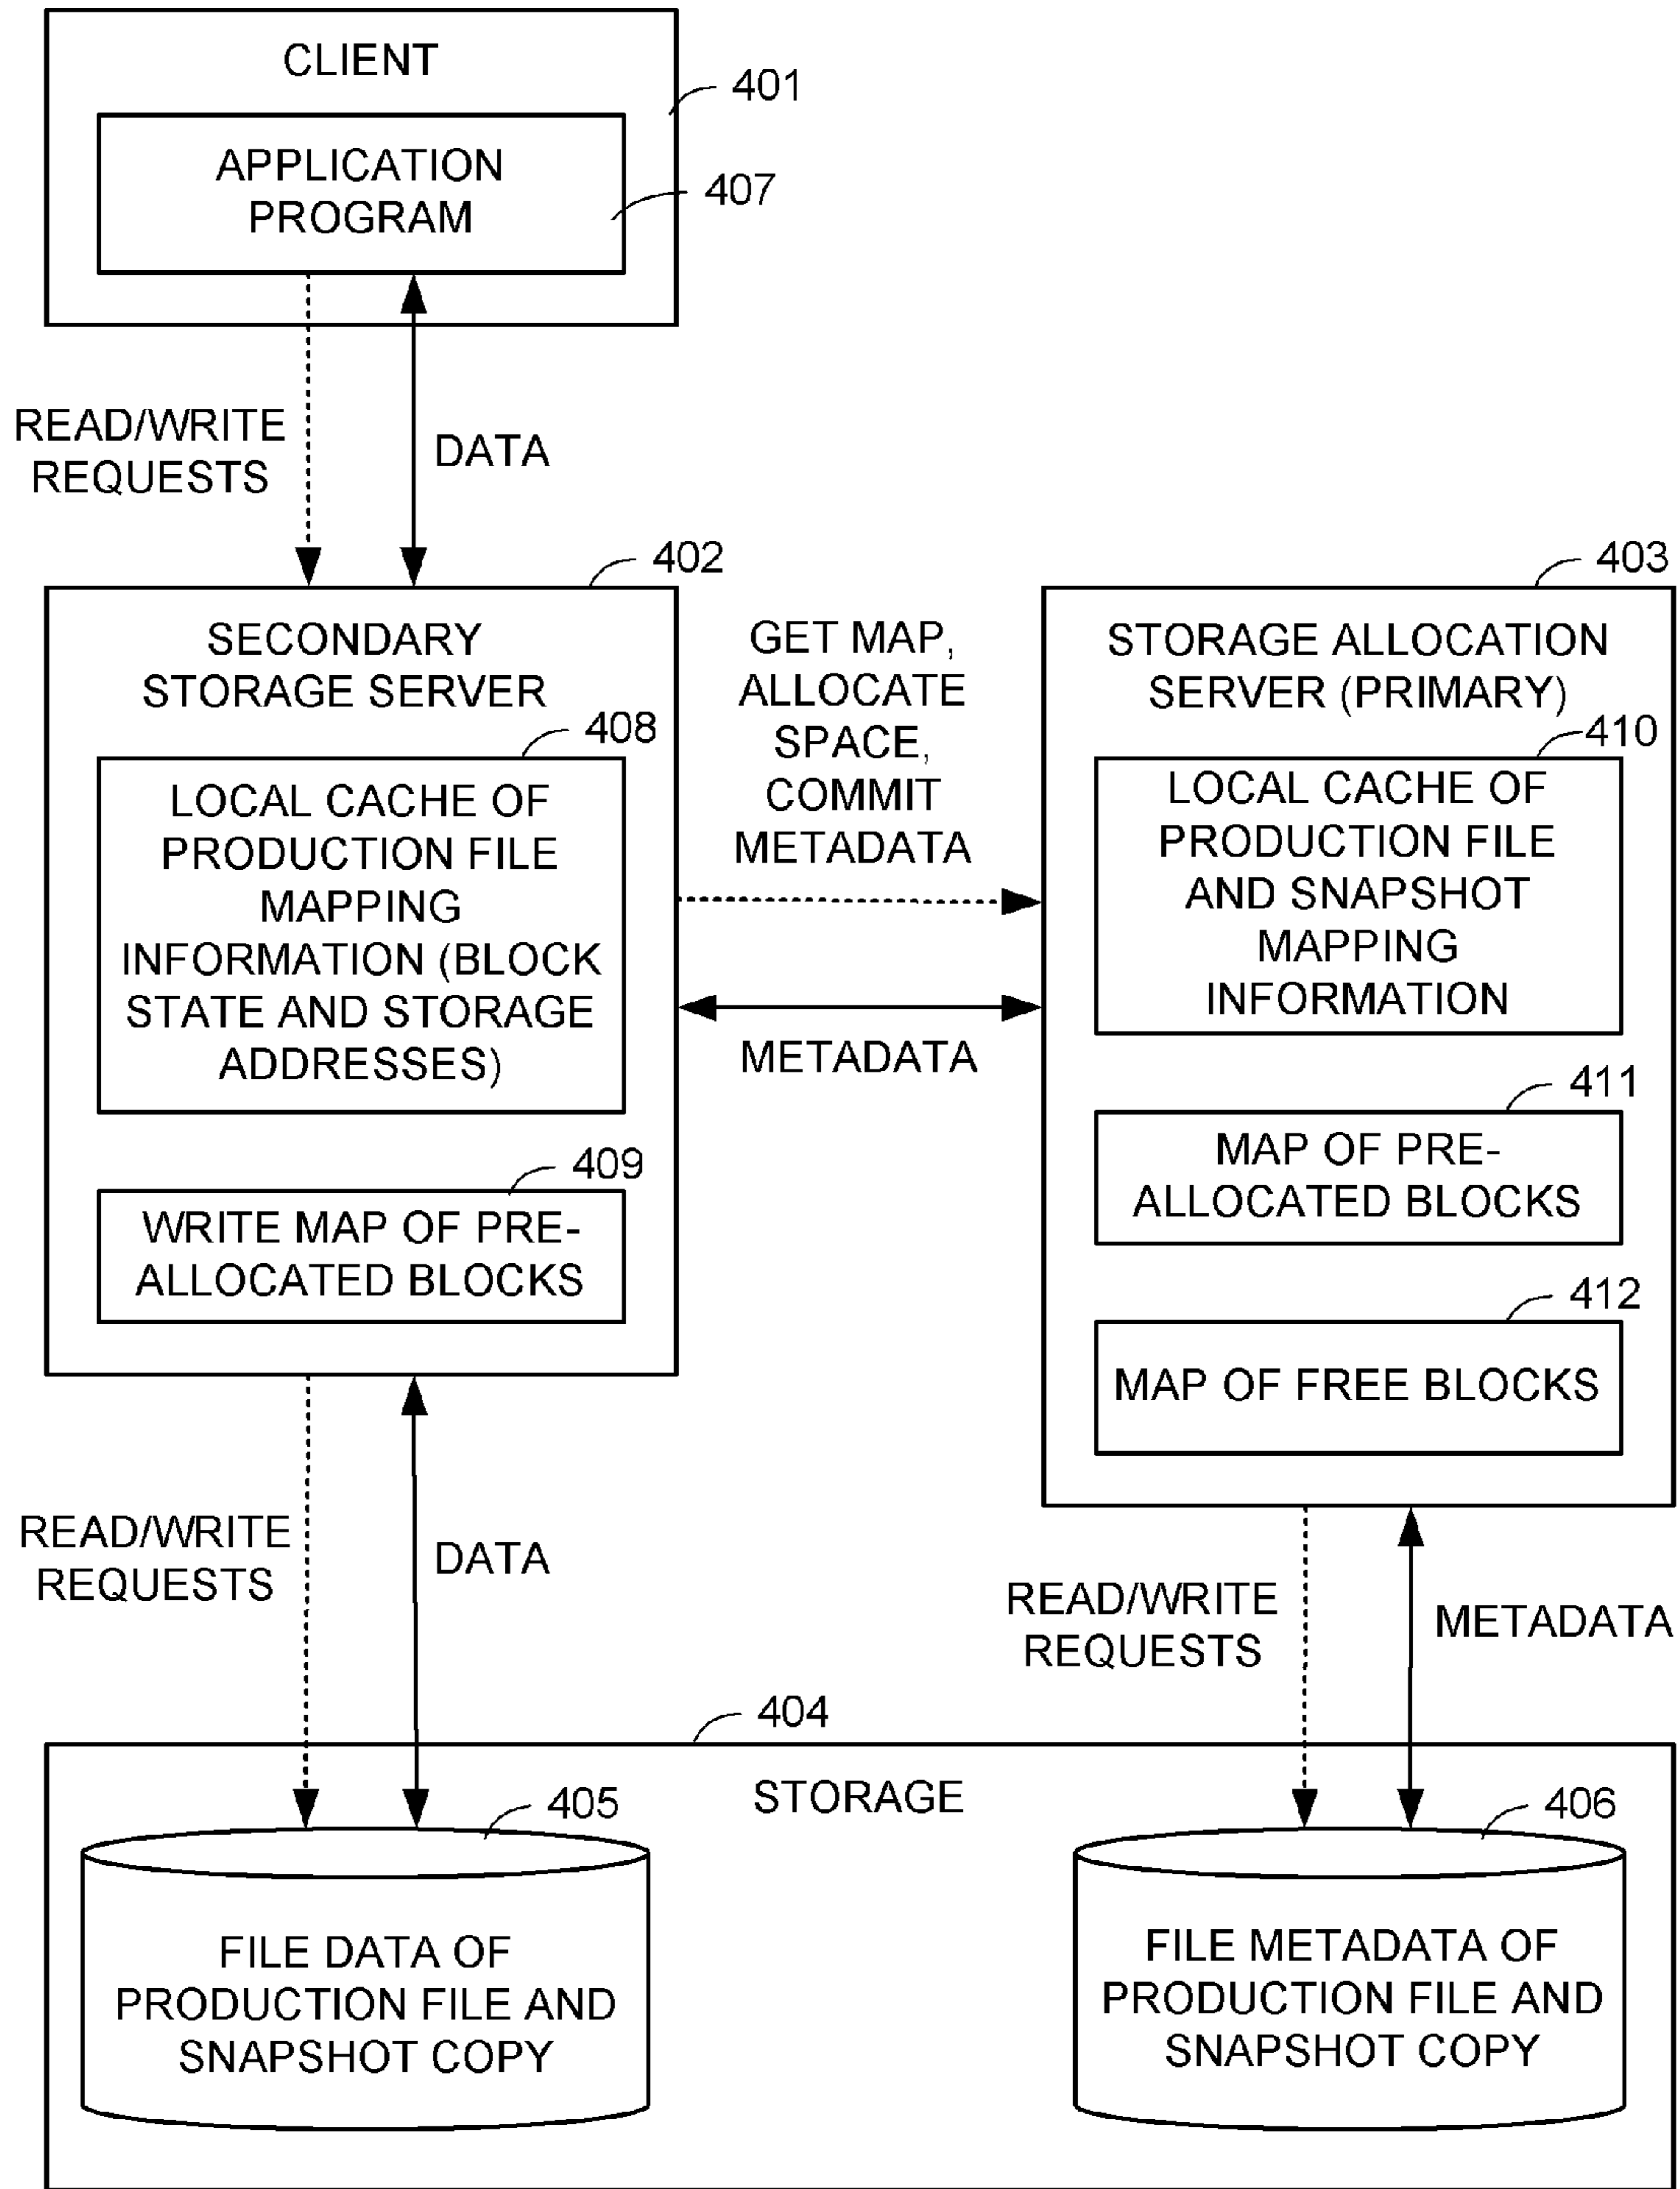 CLIENT
401
APPLICATION
PROGRAM
407
READ/WRITE
REQUESTS
DATA
402
SECONDARY
STORAGE SERVER
408
LOCAL CACHE OF
PRODUCTION FILE
MAPPING
INFORMATION (BLOCK
STATE AND STORAGE
ADDRESSES)
409
WRITE MAP OF PRE-
ALLOCATED BLOCKS
GET MAP,
ALLOCATE
SPACE,
COMMIT
METADATA
METADATA
403
STORAGE ALLOCATION
SERVER (PRIMARY)
410
LOCAL CACHE OF
PRODUCTION FILE
AND SNAPSHOT
MAPPING
INFORMATION
411
MAP OF PRE-
ALLOCATED BLOCKS
412
MAP OF FREE BLOCKS
READ/WRITE
REQUESTS
DATA
READ/WRITE
REQUESTS
METADATA
404
STORAGE
405
FILE DATA OF
PRODUCTION FILE AND
SNAPSHOT COPY
406
FILE METADATA OF
PRODUCTION FILE AND
SNAPSHOT COPY